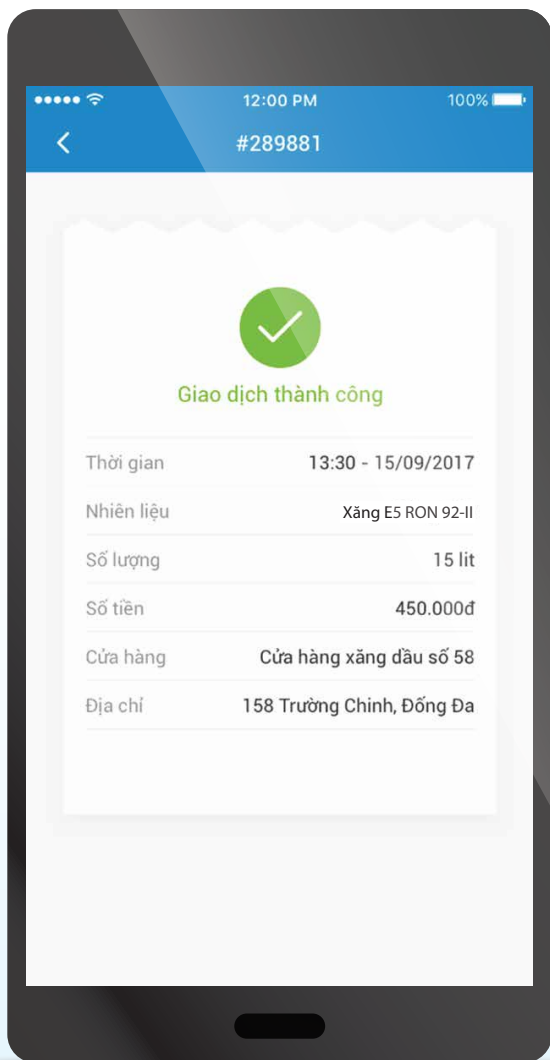 12:00 PM 100%
#289881
Giao dịch thành công
Thời gian 13:30 - 15/09/2017
Nhiên liệu Xăng E5 RON 92-II
Số lượng 15 lit
Số tiền 450.000đ
Cửa hàng Cửa hàng xăng dầu số 58
Địa chỉ 158 Trường Chinh, Đống Đa